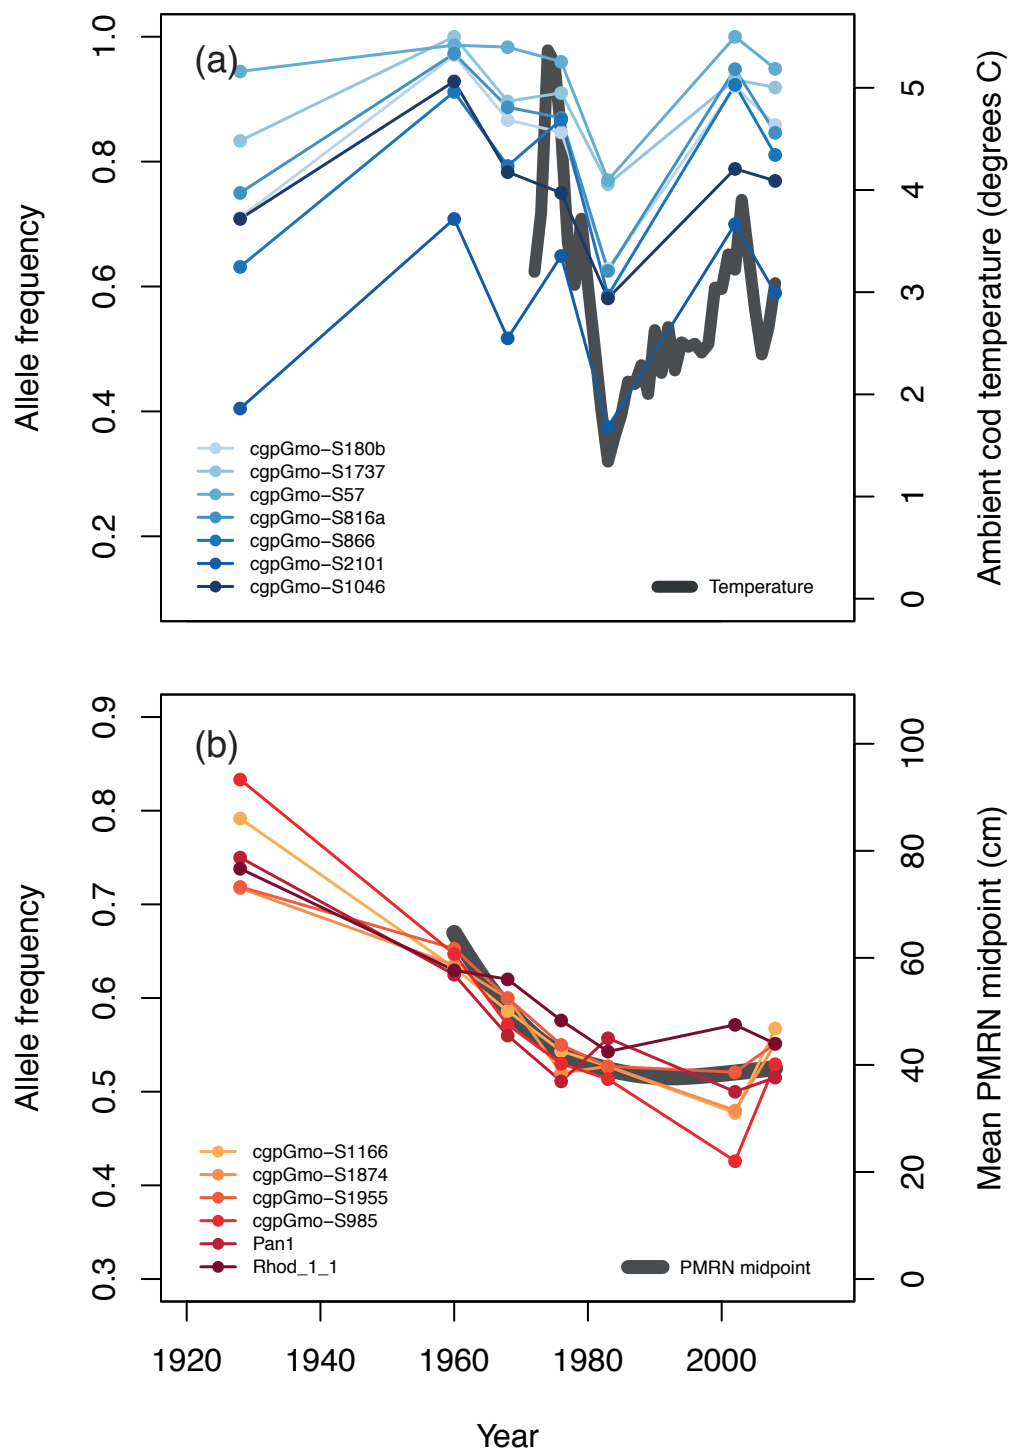 (a)
Allele frequency
1.0
0.8
0.6
0.4
0.2
Ambient cod temperature (degrees C)
5
4
3
2
1
0
cgpGmo−S180b
cgpGmo−S1737
cgpGmo−S57
cgpGmo−S816a
cgpGmo−S866
cgpGmo−S2101
cgpGmo−S1046
Temperature
(b)
Allele frequency
0.9
0.8
0.7
0.6
0.5
0.4
0.3
Mean PMRN midpoint (cm)
100
80
60
40
20
0
cgpGmo−S1166
cgpGmo−S1874
cgpGmo−S1955
cgpGmo−S985
Pan1
Rhod_1_1
PMRN midpoint
1920 1940 1960 1980 2000
Year